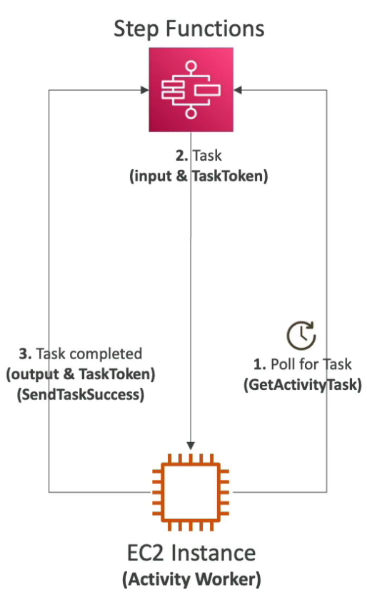 Step Functions
2. Task
(input & TaskToken)
1. Poll for Task
(GetActivityTask)
3. Task completed
(output & TaskToken)
(SendTaskSuccess)
EC2 Instance
(Activity Worker)